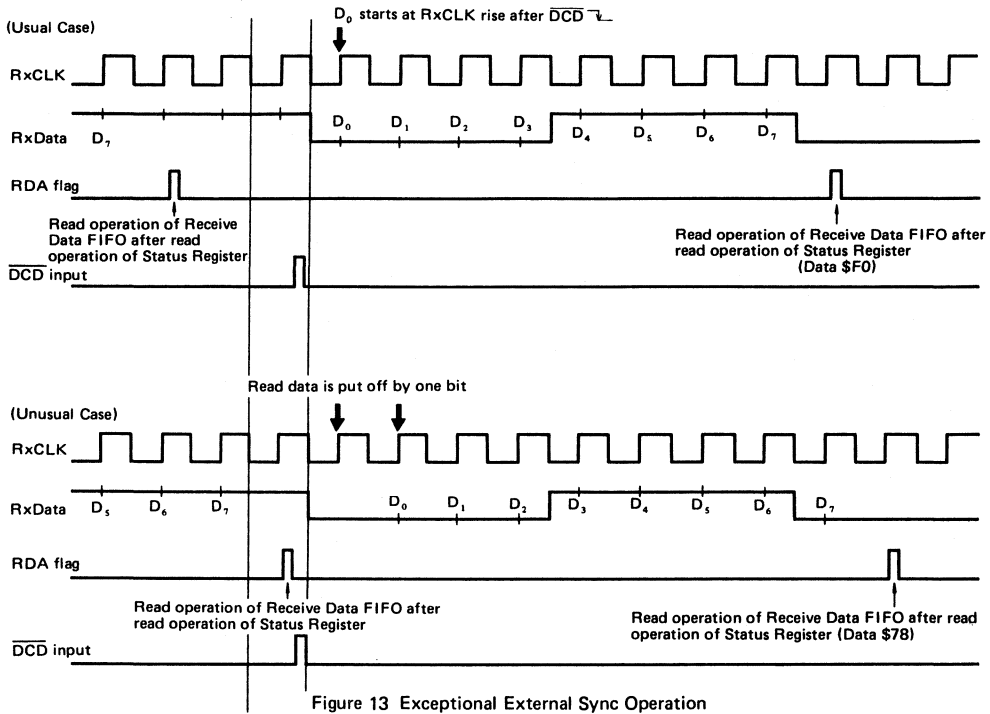 D₀ starts at RxCLK rise after D̅C̅D̅
(Usual Case)
RxCLK
RxData
D₇
D₀ D₁ D₂ D₃ D₄ D₅ D₆ D₇
RDA flag
Read operation of Receive
Data FIFO after read
operation of Status Register
Read operation of Receive Data FIFO after
read operation of Status Register
(Data $F0)
D̅C̅D̅ input
Read data is put off by one bit
(Unusual Case)
RxCLK
RxData
D₅ D₆ D₇ D₀ D₁ D₂ D₃ D₄ D₅ D₆ D₇
RDA flag
Read operation of Receive Data FIFO after
read operation of Status Register
Read operation of Receive Data FIFO after read
operation of Status Register (Data $78)
D̅C̅D̅ input
Figure 13 Exceptional External Sync Operation